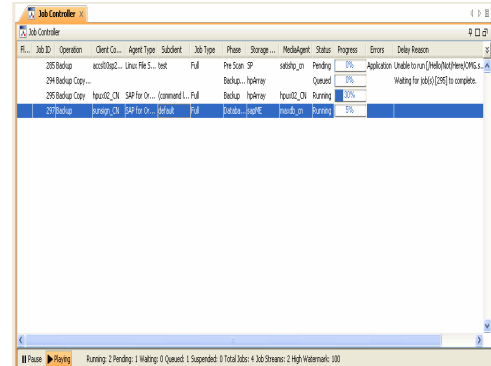 Job Controller x
Job Controller
Fl... Job ID Operation Client Co... Agent Type Subclient Job Type Phase Storage ... MediaAgent Status Progress Errors Delay Reason
285 Backup accsl03sp2... Linux File S... test Full Pre Scan SP satishp_cn Pending 0% Application Unable to run [/Hello/Not/Here/OMG.s...
294 Backup Copy... Backup... hpArray Queued 0% Waiting for job(s) [295] to complete.
295 Backup Copy hpux02_CN SAP for Or... (command l... Full Backup hpArray hpux02_CN Running 30%
297 Backup sunsign_CN SAP for Or... default Full Databa... sapME maxdb_cn Running 5%
Pause Playing Running: 2 Pending: 1 Waiting: 0 Queued: 1 Suspended: 0 Total Jobs: 4 Job Streams: 2 High Watermark: 100